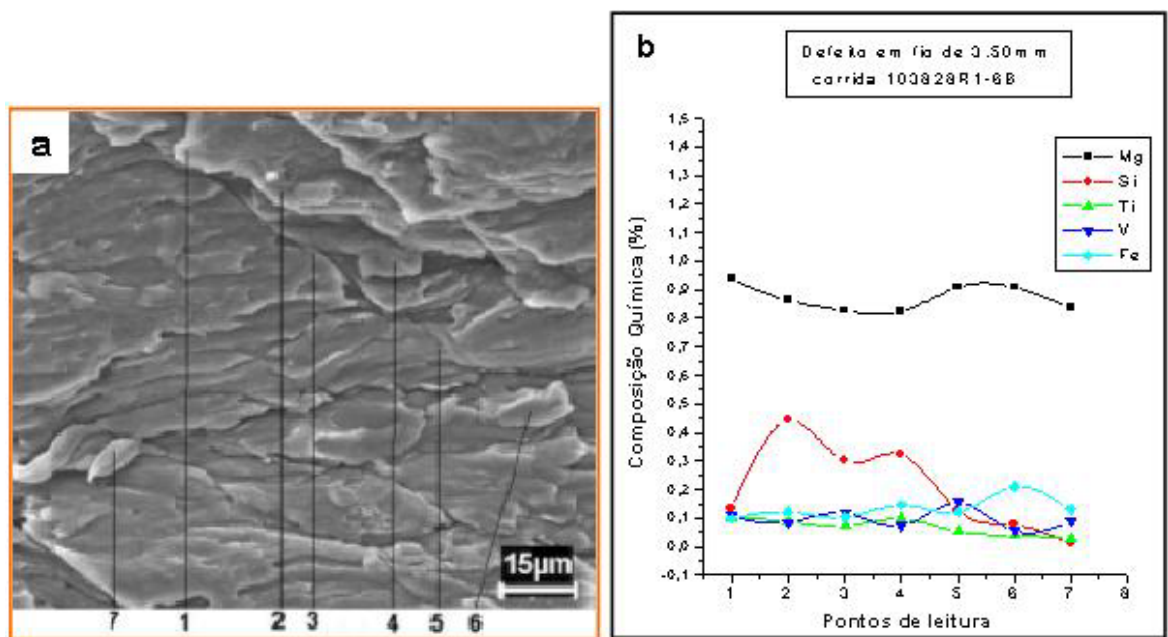 a
15µm
7 1 2 3 4 5 6
b
Defeito em fio de 3.50mm
corrida 103828R1-6B
Mg
Si
Ti
V
Fe
Composição Química (%)
1,5
1,4
1,3
1,2
1,1
1,0
0,9
0,8
0,7
0,6
0,5
0,4
0,3
0,2
0,1
0,0
-0,1
1 2 3 4 5 6 7 8
Pontos de leitura